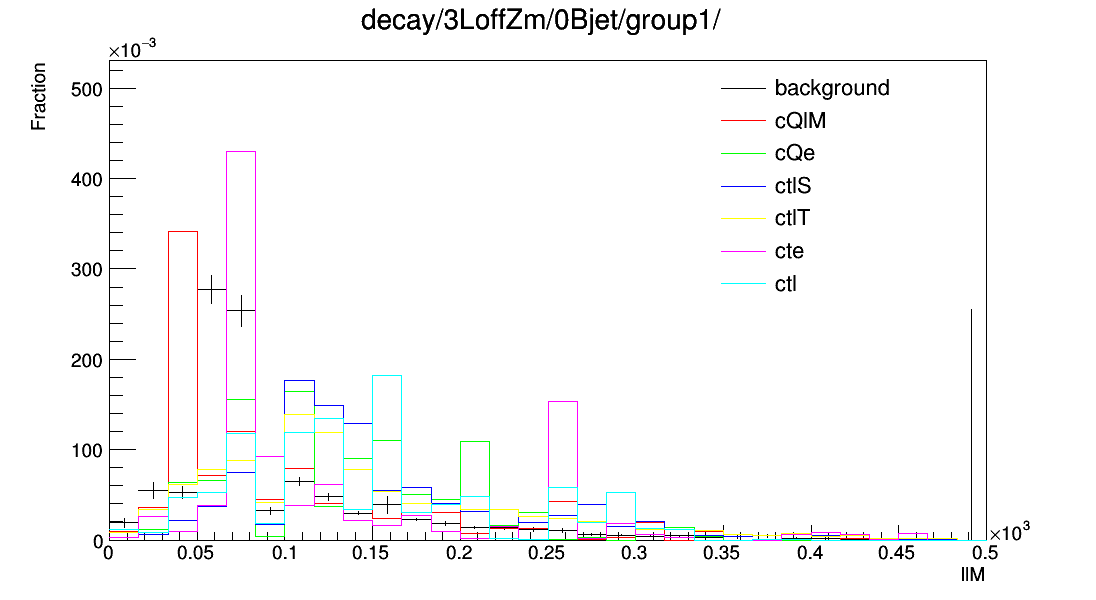 decay/3LoffZm/0Bjet/group1/
×10⁻³
Fraction
500
400
300
200
100
0
background
cQlM
cQe
ctlS
ctlT
cte
ctl
0 0.05 0.1 0.15 0.2 0.25 0.3 0.35 0.4 0.45 0.5
×10³
llM